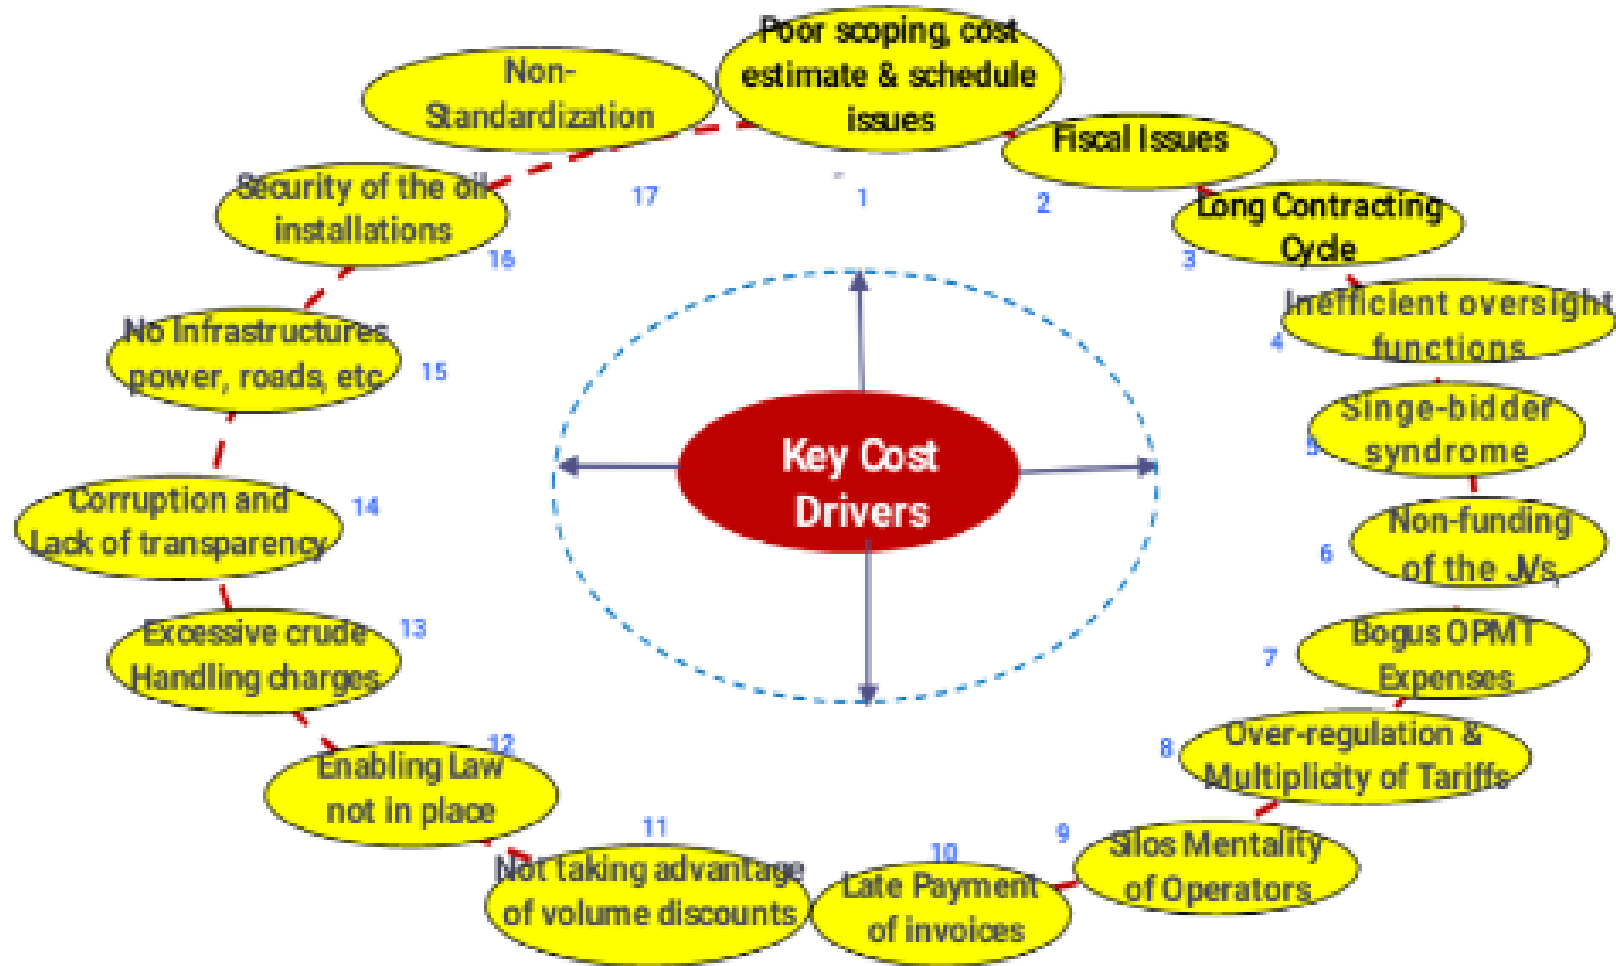 Poor scoping, cost
estimate & schedule
issues
1
Fiscal Issues
2
Long Contracting
Cycle
3
Inefficient oversight
functions
4
Singe-bidder
syndrome
5
Non-funding
of the JVs,
6
Bogus OPMT
Expenses
7
Over-regulation &
Multiplicity of Tariffs
8
Silos Mentality
of Operators
9
Late Payment
of invoices
10
Not taking advantage
of volume discounts
11
Enabling Law
not in place
12
Excessive crude
Handling charges
13
Corruption and
Lack of transparency
14
No Infrastructures
power, roads, etc
15
Security of the oil
installations
16
Non-
Standardization
17
Key Cost
Drivers